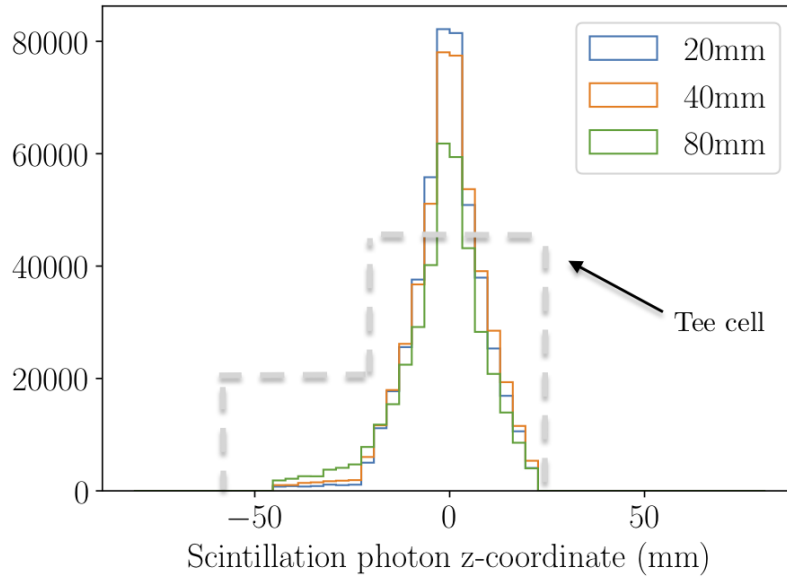 80000
60000
40000
20000
0
−50
0
50
Scintillation photon z-coordinate (mm)
20mm
40mm
80mm
Tee cell